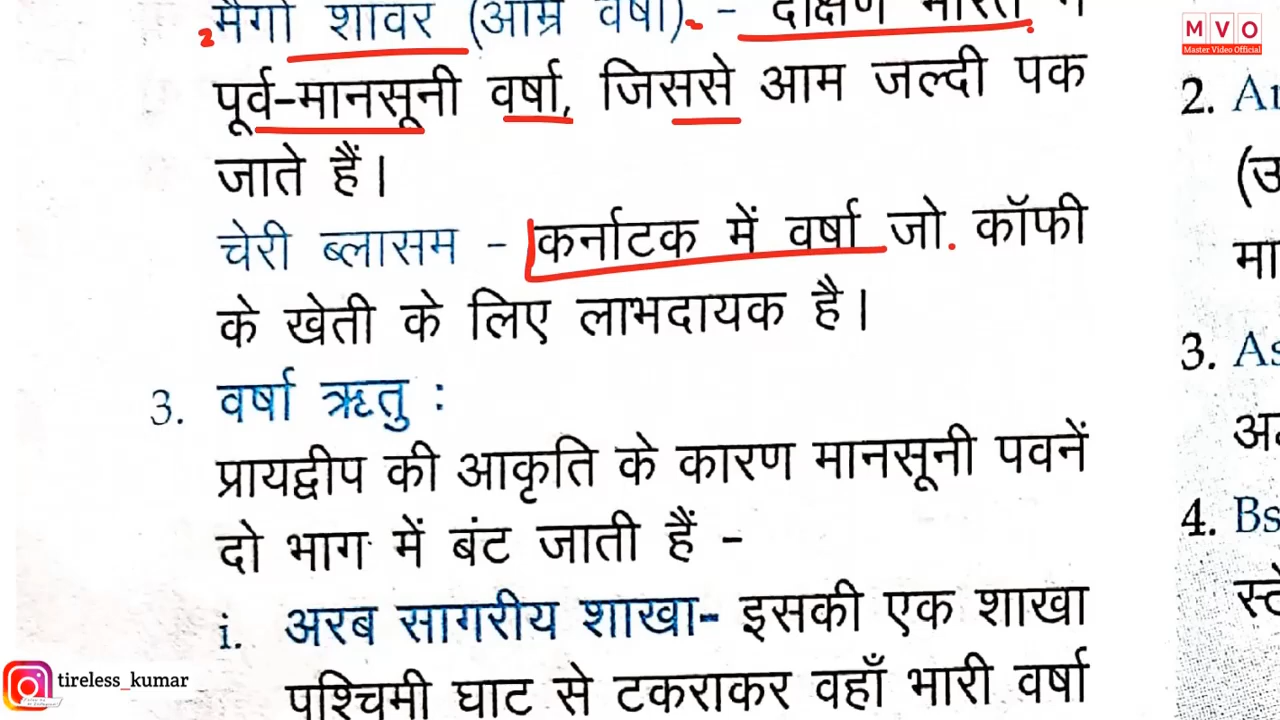 मैंगो शावर (आम्र वर्षा) - दक्षिण भारत में
पूर्व-मानसूनी वर्षा, जिससे आम जल्दी पक
जाते हैं।
चेरी ब्लासम - कर्नाटक में वर्षा जो कॉफी
के खेती के लिए लाभदायक है।
3. वर्षा ऋतु :
प्रायद्वीप की आकृति के कारण मानसूनी पवनें
दो भाग में बंट जाती हैं -
i. अरब सागरीय शाखा- इसकी एक शाखा
पश्चिमी घाट से टकराकर वहाँ भारी वर्षा
2.
(उ
मा
3. As
4. Bs
M V O
Master Video Official
tireless_kumar